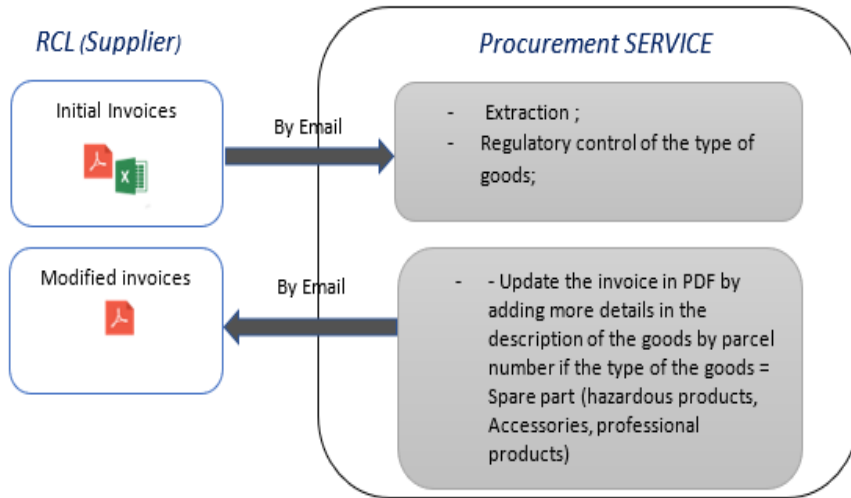 RCL (Supplier)
Procurement SERVICE
Initial Invoices
By Email
- Extraction ;
- Regulatory control of the type of
goods;
Modified invoices
By Email
- - Update the invoice in PDF by
adding more details in the
description of the goods by parcel
number if the type of the goods =
Spare part (hazardous products,
Accessories, professional
products)